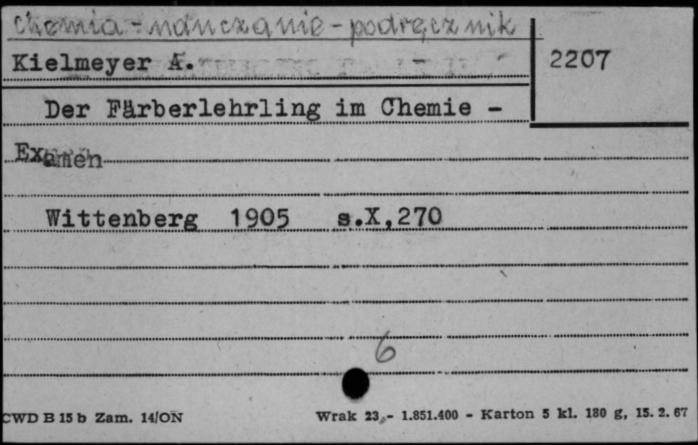 chemia - nauczanie - podręcznik
Kielmeyer A.
2207
Der Färberlehrling im Chemie -
Examen
Wittenberg 1905 s.X,270
6
CWD B 15 b Zam. 14/ON
Wrak 23,- 1.851.400 - Karton 5 kl. 180 g, 15. 2. 67